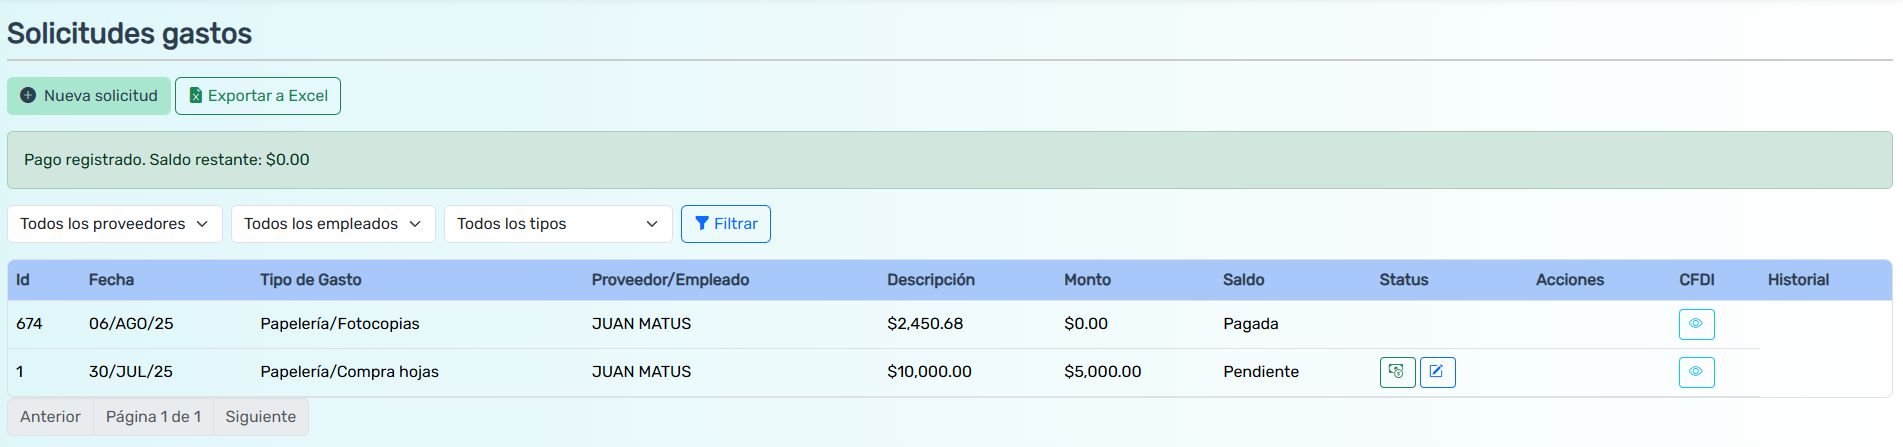 Solicitudes gastos
Nueva solicitud Exportar a Excel
Pago registrado. Saldo restante: $0.00
Todos los proveedores Todos los empleados Todos los tipos Filtrar
Id Fecha Tipo de Gasto Proveedor/Empleado Descripción Monto Saldo Status Acciones CFDI Historial
674 06/AGO/25 Papelería/Fotocopias JUAN MATUS $2,450.68 $0.00 Pagada
1 30/JUL/25 Papelería/Compra hojas JUAN MATUS $10,000.00 $5,000.00 Pendiente
Anterior Página 1 de 1 Siguiente